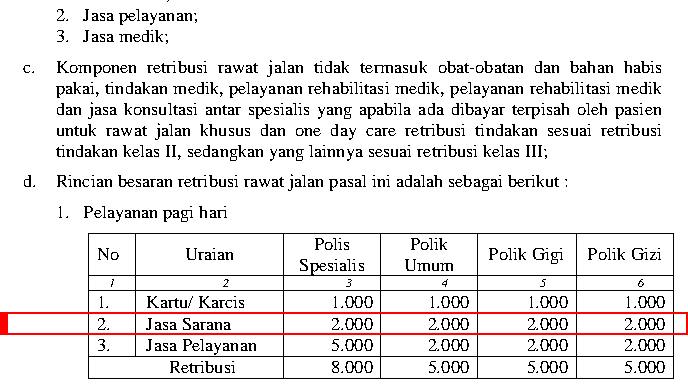 2. Jasa pelayanan;
3. Jasa medik;
c. Komponen retribusi rawat jalan tidak termasuk obat-obatan dan bahan habis
pakai, tindakan medik, pelayanan rehabilitasi medik, pelayanan rehabilitasi medik
dan jasa konsultasi antar spesialis yang apabila ada dibayar terpisah oleh pasien
untuk rawat jalan khusus dan one day care retribusi tindakan sesuai retribusi
tindakan kelas II, sedangkan yang lainnya sesuai retribusi kelas III;
d. Rincian besaran retribusi rawat jalan pasal ini adalah sebagai berikut :
1. Pelayanan pagi hari
No Uraian Polis Spesialis Polik Umum Polik Gigi Polik Gizi
1 2 3 4 5 6
1. Kartu/ Karcis 1.000 1.000 1.000 1.000
2. Jasa Sarana 2.000 2.000 2.000 2.000
3. Jasa Pelayanan 5.000 2.000 2.000 2.000
Retribusi 8.000 5.000 5.000 5.000